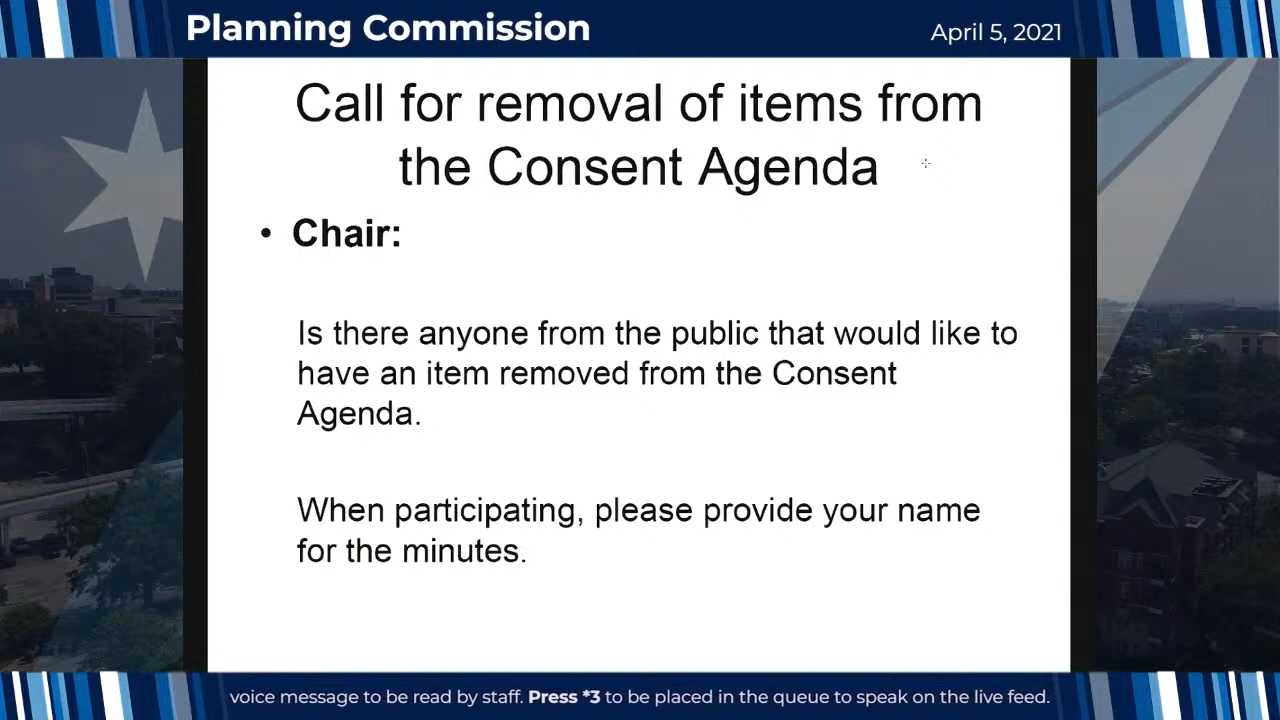 Planning Commission
April 5, 2021
Call for removal of items from
the Consent Agenda
• Chair:
Is there anyone from the public that would like to
have an item removed from the Consent
Agenda.
When participating, please provide your name
for the minutes.
voice message to be read by staff. Press *3 to be placed in the queue to speak on the live feed.